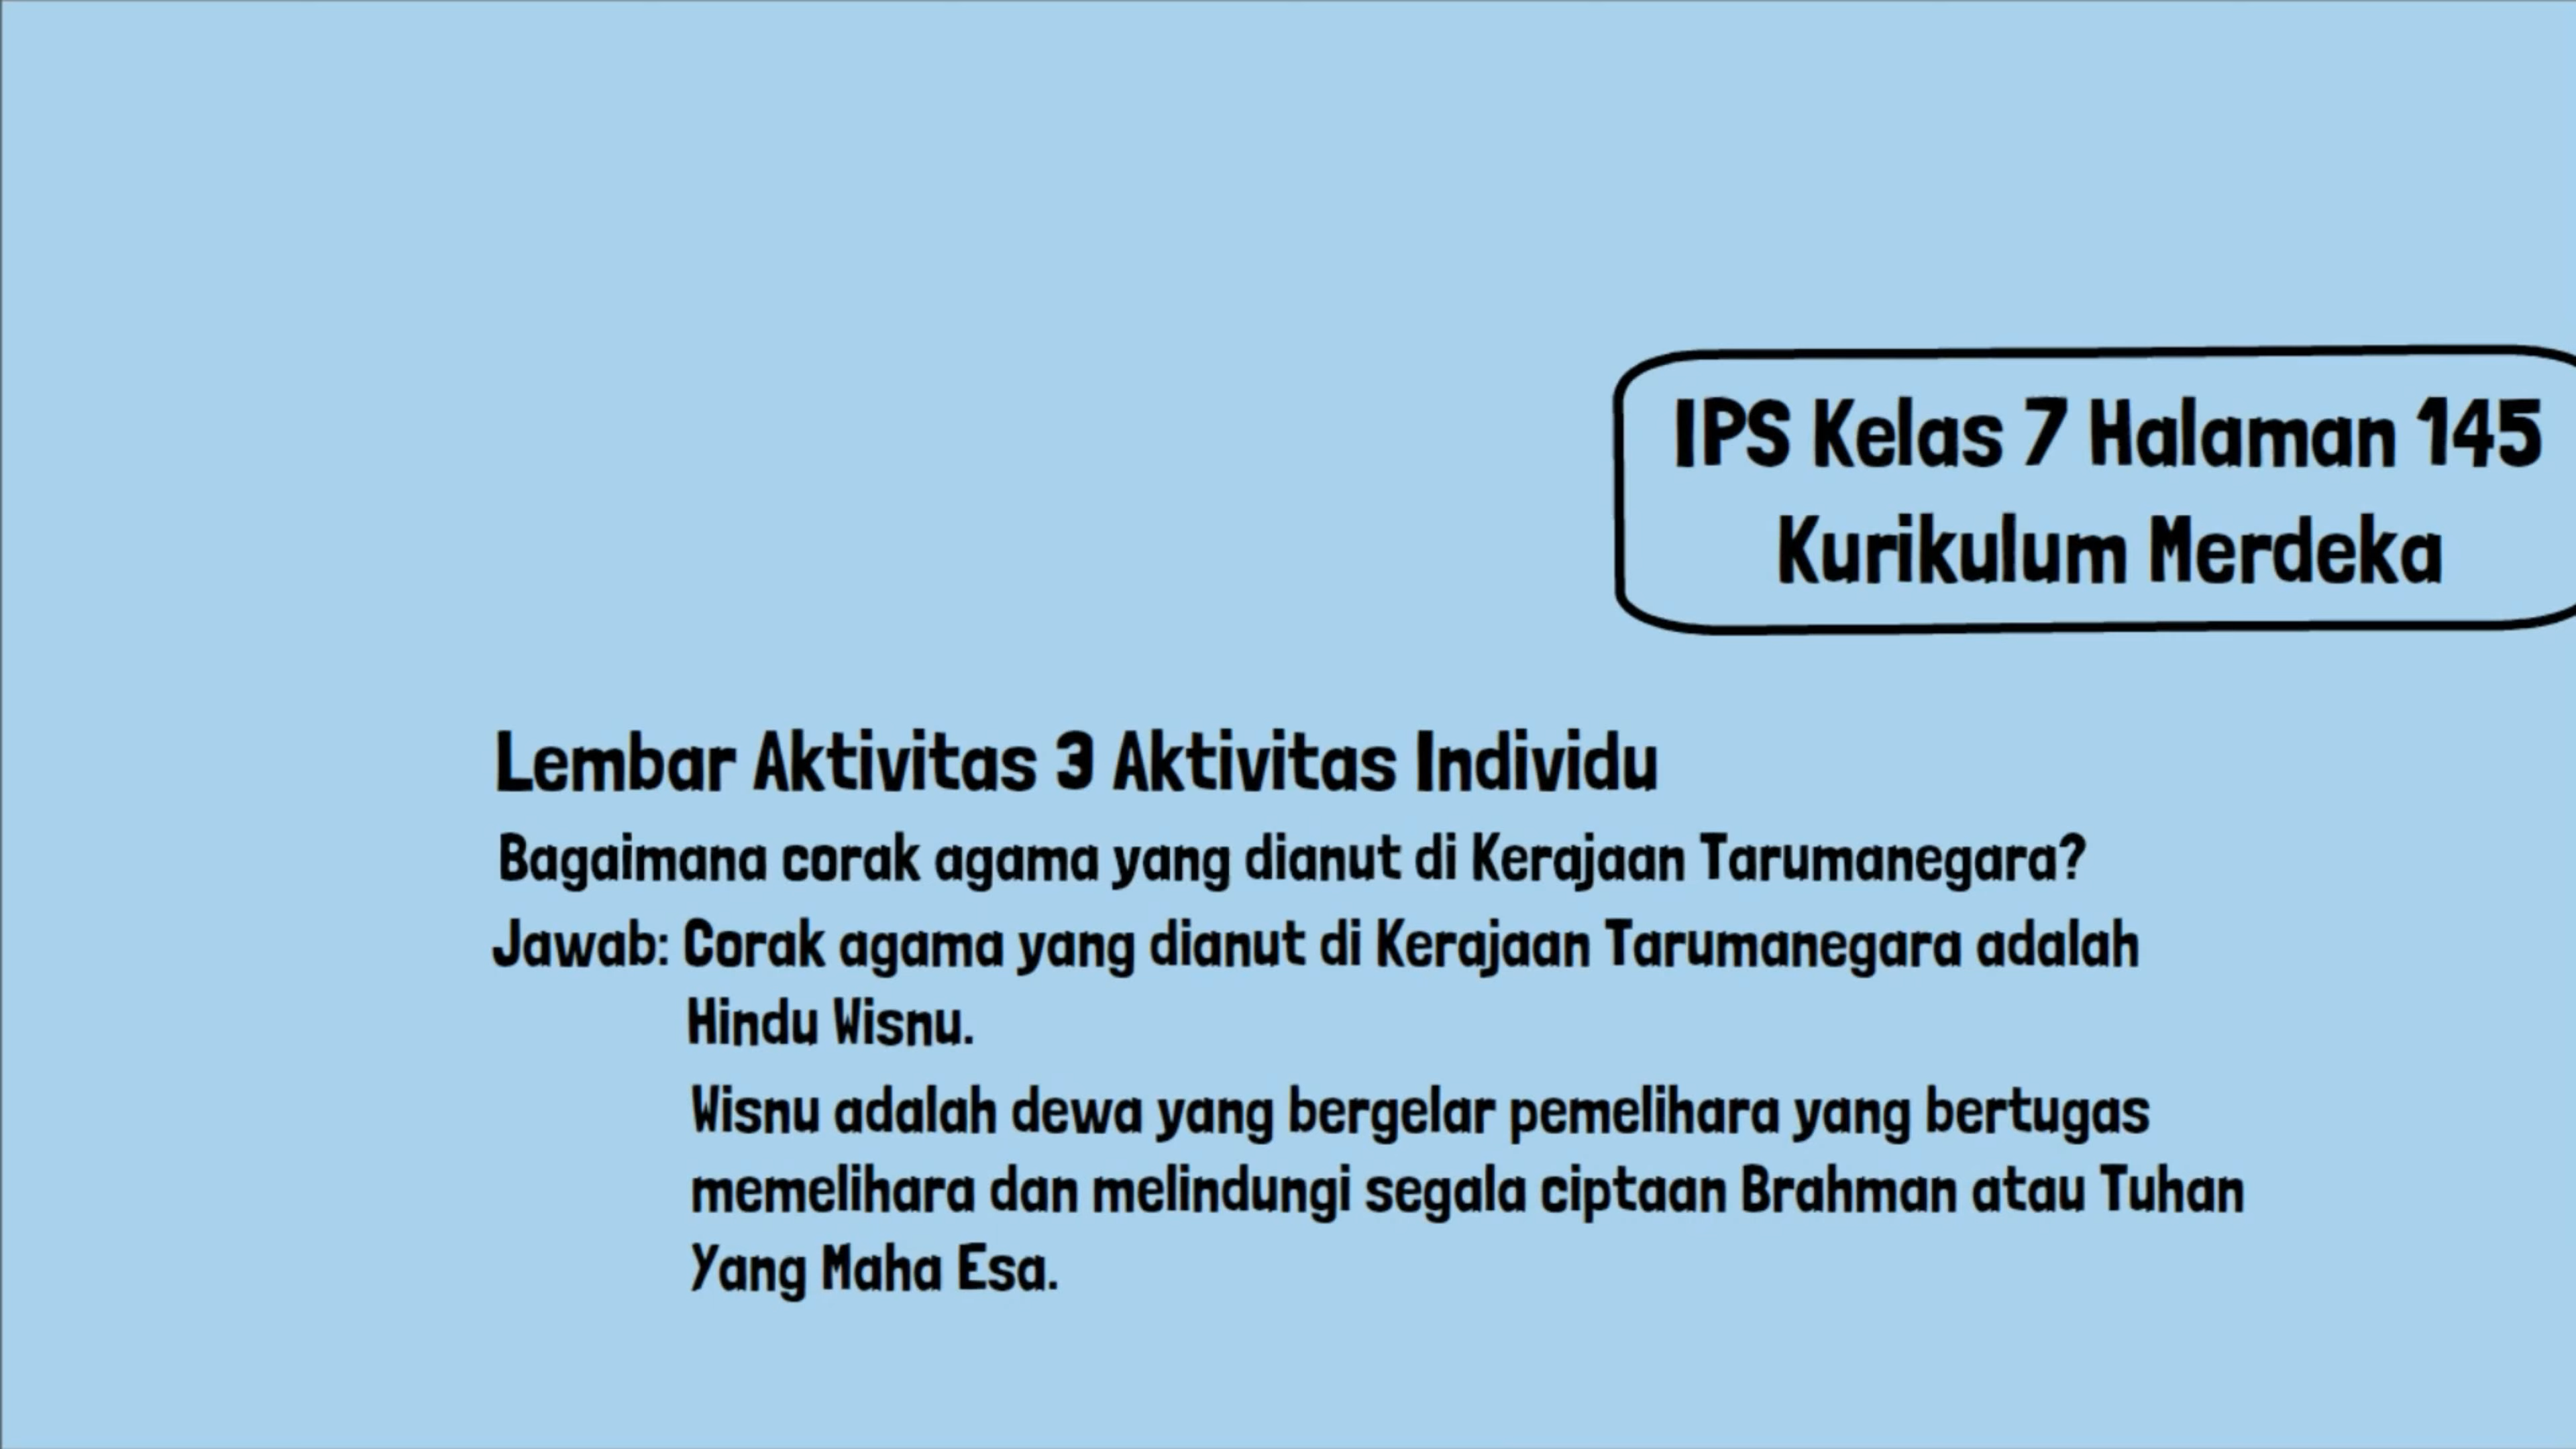 IPS Kelas 7 Halaman 145
Kurikulum Merdeka
Lembar Aktivitas 3 Aktivitas Individu
Bagaimana corak agama yang dianut di Kerajaan Tarumanegara?
Jawab: Corak agama yang dianut di Kerajaan Tarumanegara adalah
Hindu Wisnu.
Wisnu adalah dewa yang bergelar pemelihara yang bertugas
memelihara dan melindungi segala ciptaan Brahman atau Tuhan
Yang Maha Esa.